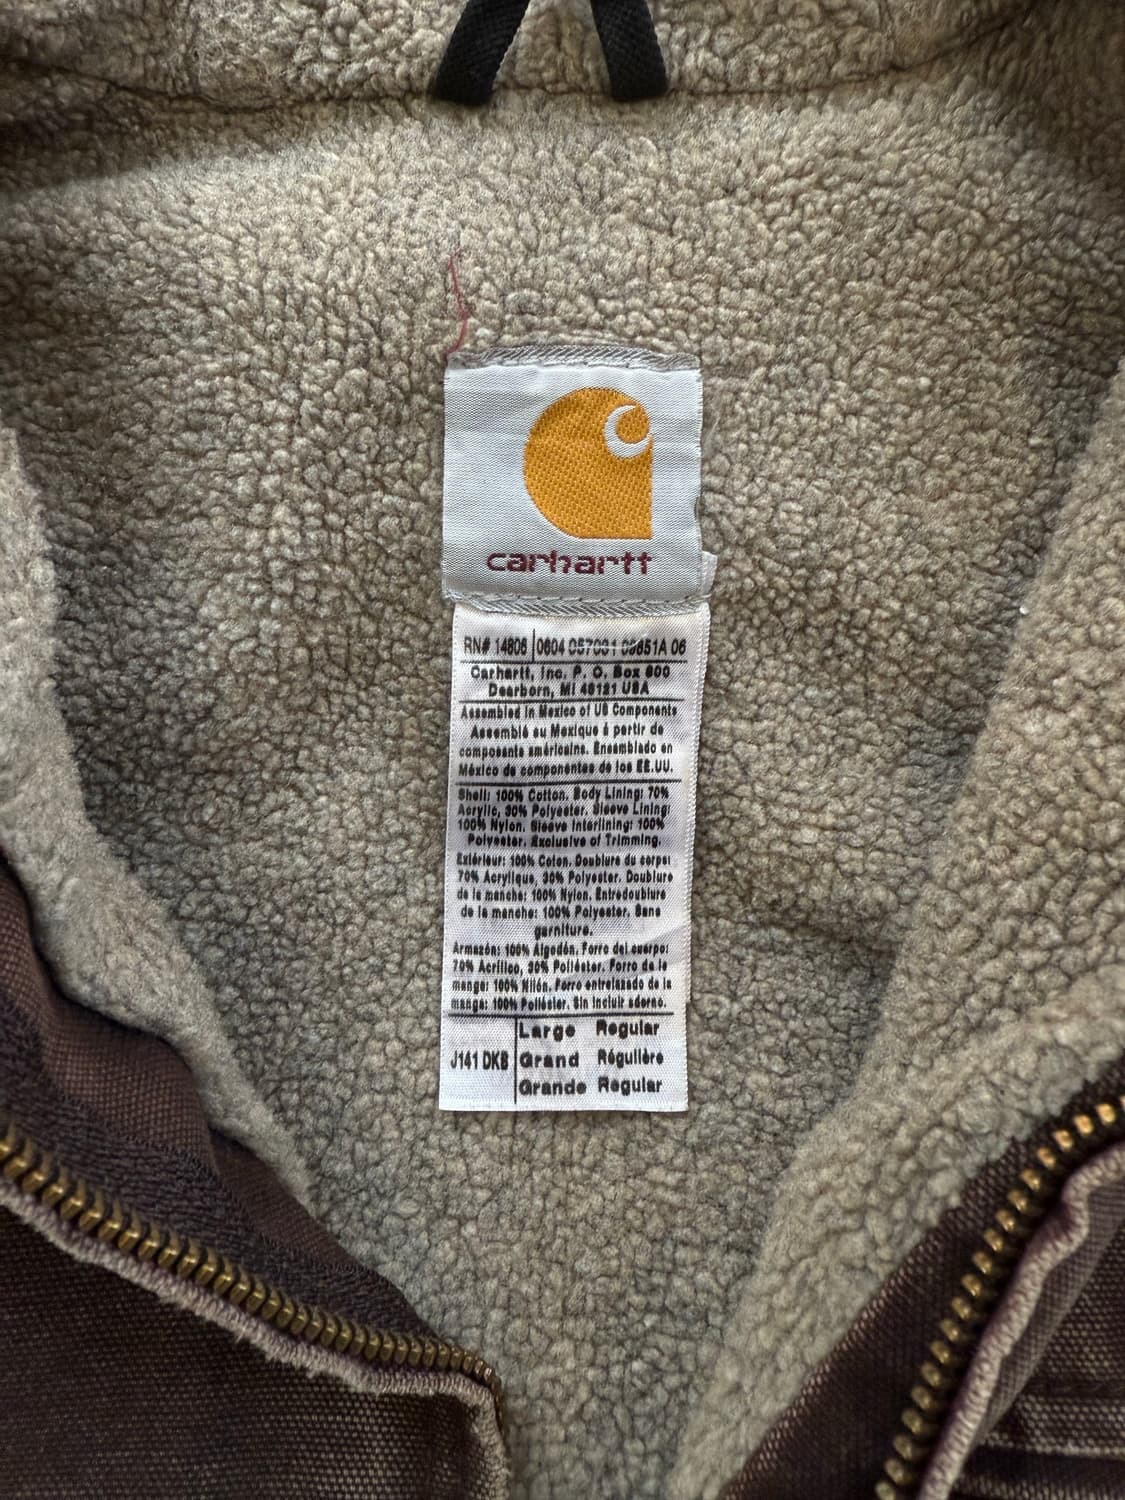 carhartt
RN# 14806 0604 057031 09651A 06
Carhartt, Inc. P. O. Box 600
Dearborn, MI 48121 USA
Assembled in Mexico of US Components
Assemblé au Mexique á partir de
composants américains. Ensamblado en
México de componentes de los EE.UU.
Shell: 100% Cotton. Body Lining: 70%
Acrylic, 30% Polyester. Sleeve Lining:
100% Nylon. Sleeve Interlining: 100%
Polyester. Exclusive of Trimming.
Extérieur: 100% Coton. Doublure du corps:
70% Acrylique, 30% Polyester. Doublure
de la manche: 100% Nylon. Entredoublure
de la manche: 100% Polyester. Sans
garniture.
Armazón: 100% Algodón. Forro del cuerpo:
70% Acrílico, 30% Poliéster. Forro de la
manga: 100% Nilón. Forro entrelazado de la
manga: 100% Poliéster. Sin incluir adorno.
J141 DKB
Large Regular
Grand Régulière
Grande Regular